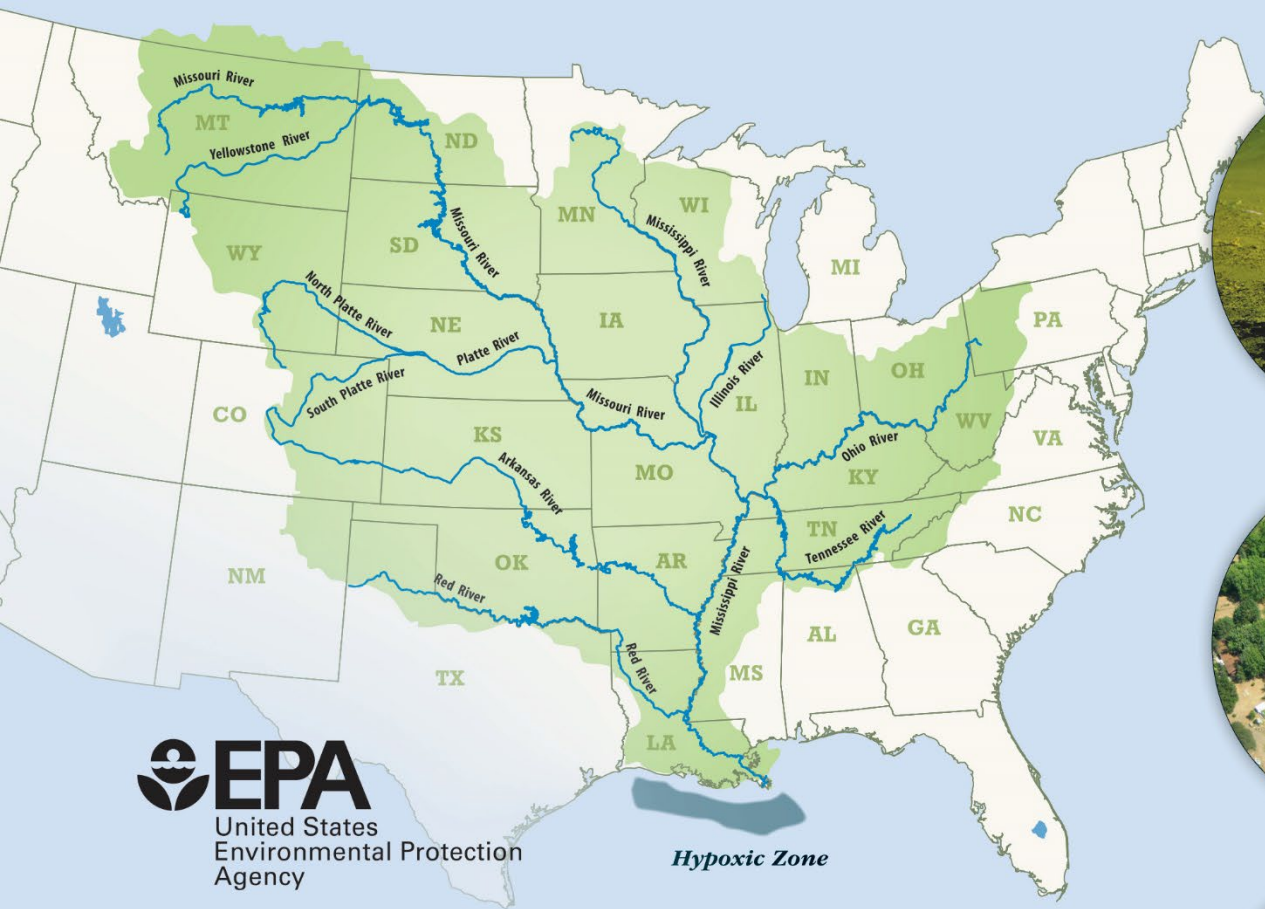 Missouri River
MT
Yellowstone River
ND
MN
WI
Mississippi River
Missouri River
SD
WY
MI
North Platte River
NE
IA
Platte River
South Platte River
Illinois River
IL
IN
OH
PA
CO
Missouri River
WV
VA
KS
Arkansas River
MO
Ohio River
KY
NC
TN
Tennessee River
NM
OK
AR
Mississippi River
Red River
AL
GA
Red River
MS
TX
LA
EPA
United States
Environmental Protection
Agency
Hypoxic Zone